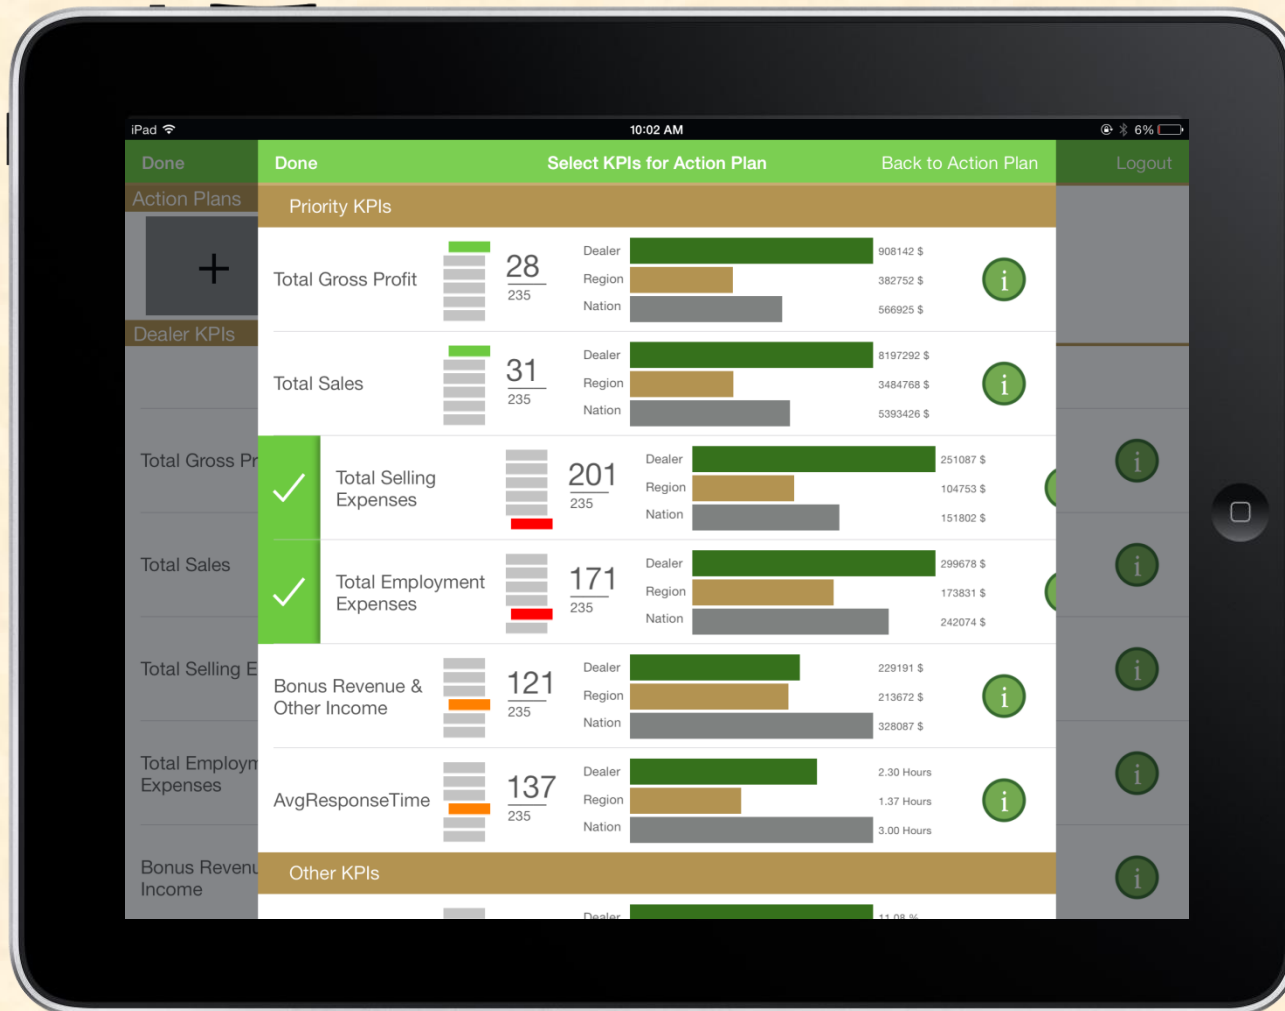 iPad 10:02 AM 6%
Done Done Select KPIs for Action Plan Back to Action Plan Logout
Action Plans
Priority KPIs
+
Total Gross Profit
28
235
Dealer 908142 $
Region 382752 $
Nation 566925 $
i
Dealer KPIs
Total Sales
31
235
Dealer 8197292 $
Region 3484768 $
Nation 5393426 $
i
Total Gross Pr
Total Selling
Expenses
201
235
Dealer 251087 $
Region 104753 $
Nation 151802 $
i
Total Sales
Total Employment
Expenses
171
235
Dealer 299678 $
Region 173831 $
Nation 242074 $
i
Total Selling E
Bonus Revenue &
Other Income
121
235
Dealer 229191 $
Region 213672 $
Nation 328087 $
i
i
Total Employm
Expenses
AvgResponseTime
137
235
Dealer 2.30 Hours
Region 1.37 Hours
Nation 3.00 Hours
i
i
Bonus Revenu
Income
Other KPIs
i
Dealer 11.08 %